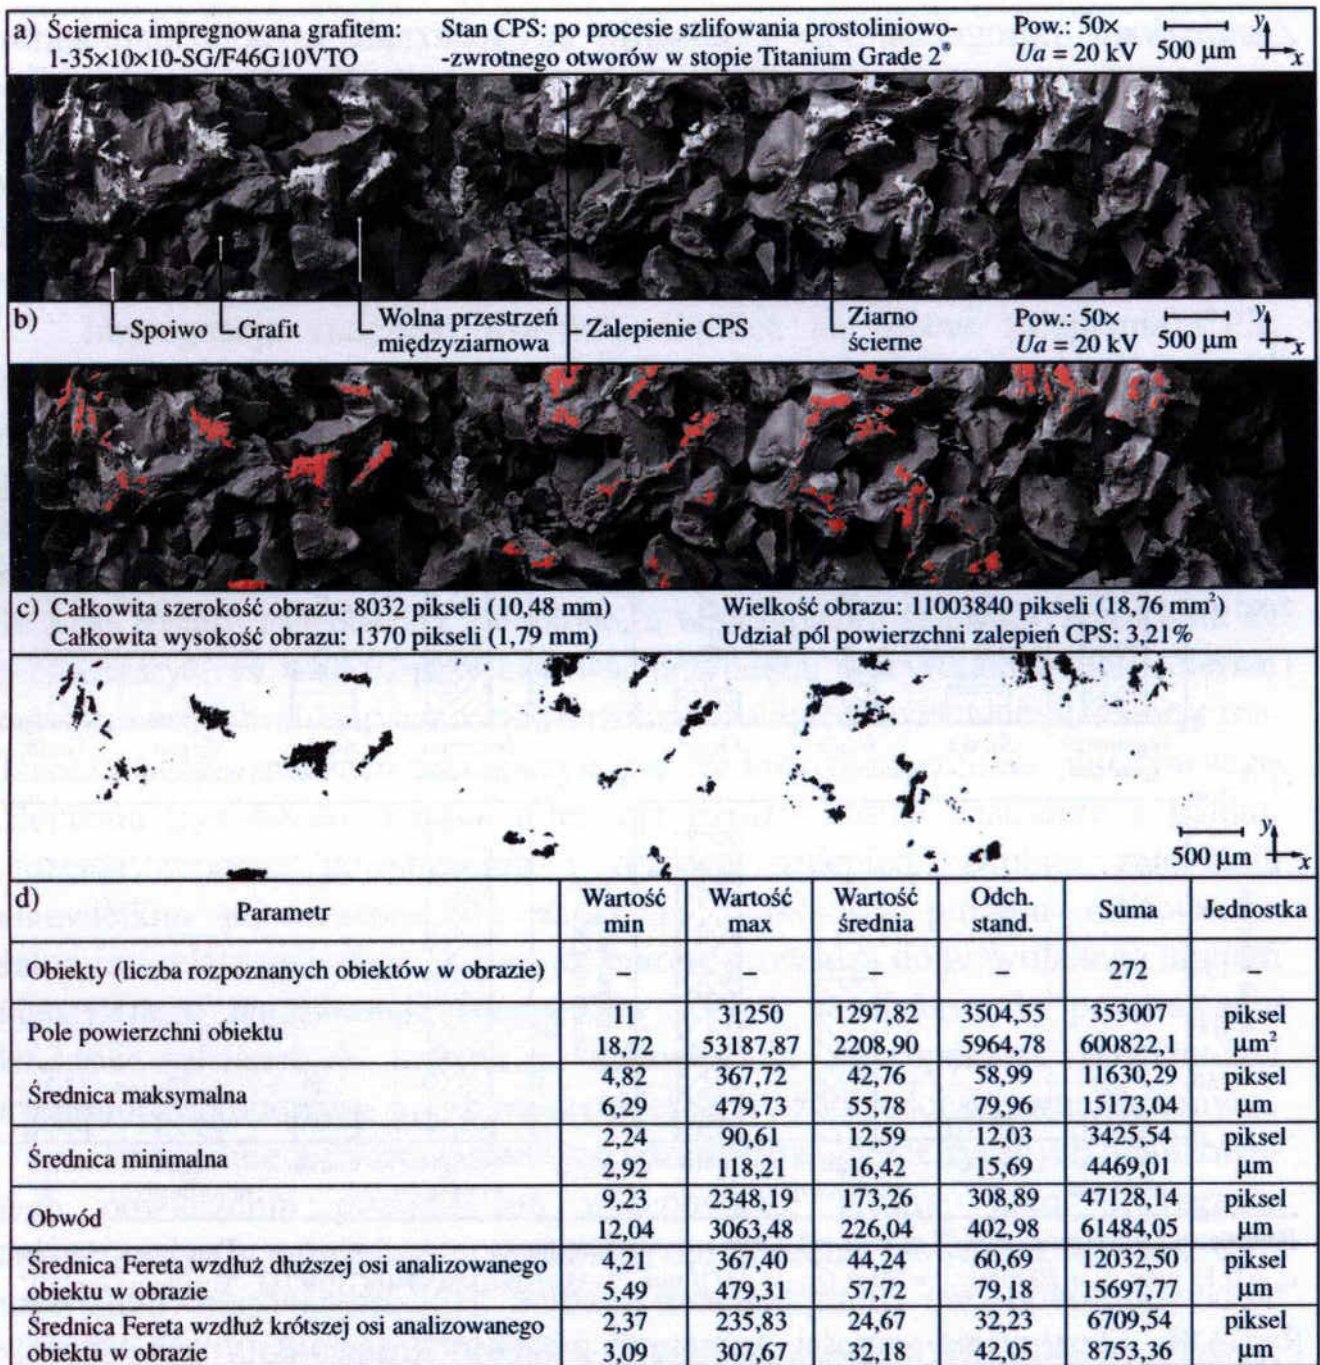 a) Ściernica impregnowana grafitem: Stan CPS: po procesie szlifowania prostoliniowo- Pow.: 50× 500 µm y x
1-35×10×10-SG/F46G10VTO -zwrotnego otworów w stopie Titanium Grade 2® Ua = 20 kV
b) Spoiwo Grafit Wolna przestrzeń międzyziarnowa Zalepienie CPS Ziarno ścierne Pow.: 50× Ua = 20 kV 500 µm y x
c) Całkowita szerokość obrazu: 8032 pikseli (10,48 mm) Wielkość obrazu: 11003840 pikseli (18,76 mm²)
Całkowita wysokość obrazu: 1370 pikseli (1,79 mm) Udział pól powierzchni zalepień CPS: 3,21%
500 µm y x
d) Parametr Wartość min Wartość max Wartość średnia Odch. stand. Suma Jednostka
Obiekty (liczba rozpoznanych obiektów w obrazie) – – – – 272 –
Pole powierzchni obiektu 11 31250 1297,82 3504,55 353007 piksel
18,72 53187,87 2208,90 5964,78 600822,1 µm²
Średnica maksymalna 4,82 367,72 42,76 58,99 11630,29 piksel
6,29 479,73 55,78 79,96 15173,04 µm
Średnica minimalna 2,24 90,61 12,59 12,03 3425,54 piksel
2,92 118,21 16,42 15,69 4469,01 µm
Obwód 9,23 2348,19 173,26 308,89 47128,14 piksel
12,04 3063,48 226,04 402,98 61484,05 µm
Średnica Fereta wzdłuż dłuższej osi analizowanego 4,21 367,40 44,24 60,69 12032,50 piksel
obiektu w obrazie 5,49 479,31 57,72 79,18 15697,77 µm
Średnica Fereta wzdłuż krótszej osi analizowanego 2,37 235,83 24,67 32,23 6709,54 piksel
obiektu w obrazie 3,09 307,67 32,18 42,05 8753,36 µm